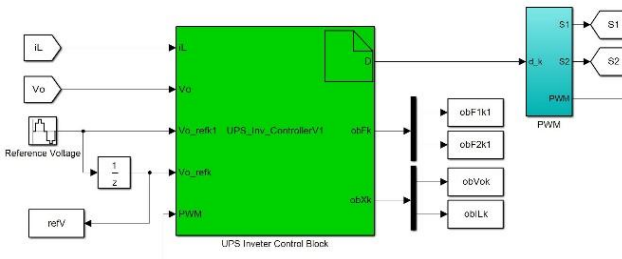 iL
Vo
Reference Voltage
1
z
refV
iL
Vo
Vo_refk1
Vo_refk
PWM
UPS_Inv_ControllerV1
D
obFk
obXk
UPS Inveter Control Block
obF1k1
obF2k1
obVok
obILk
d_k
S1
S2
PWM
PWM
S1
S2